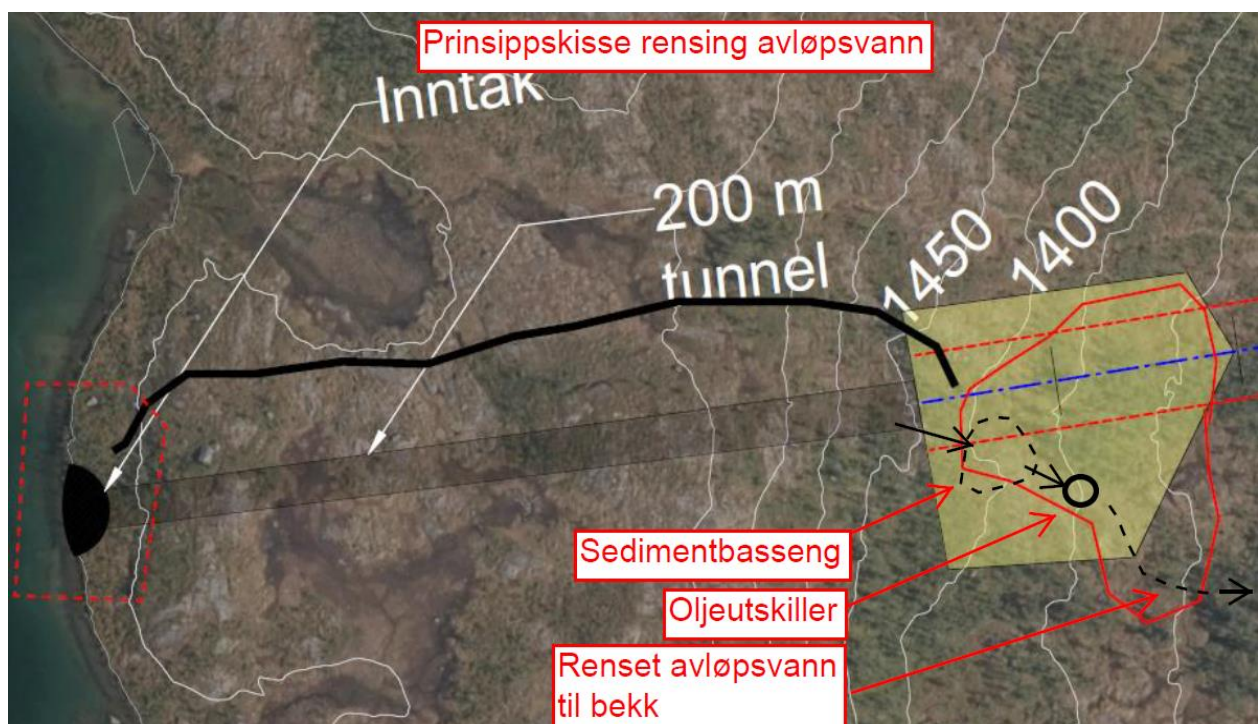 Prinsippskisse rensing avløpsvann
Inntak
200 m
tunnel
1450
1400
Sedimentbasseng
Oljeutskiller
Renset avløpsvann
til bekk